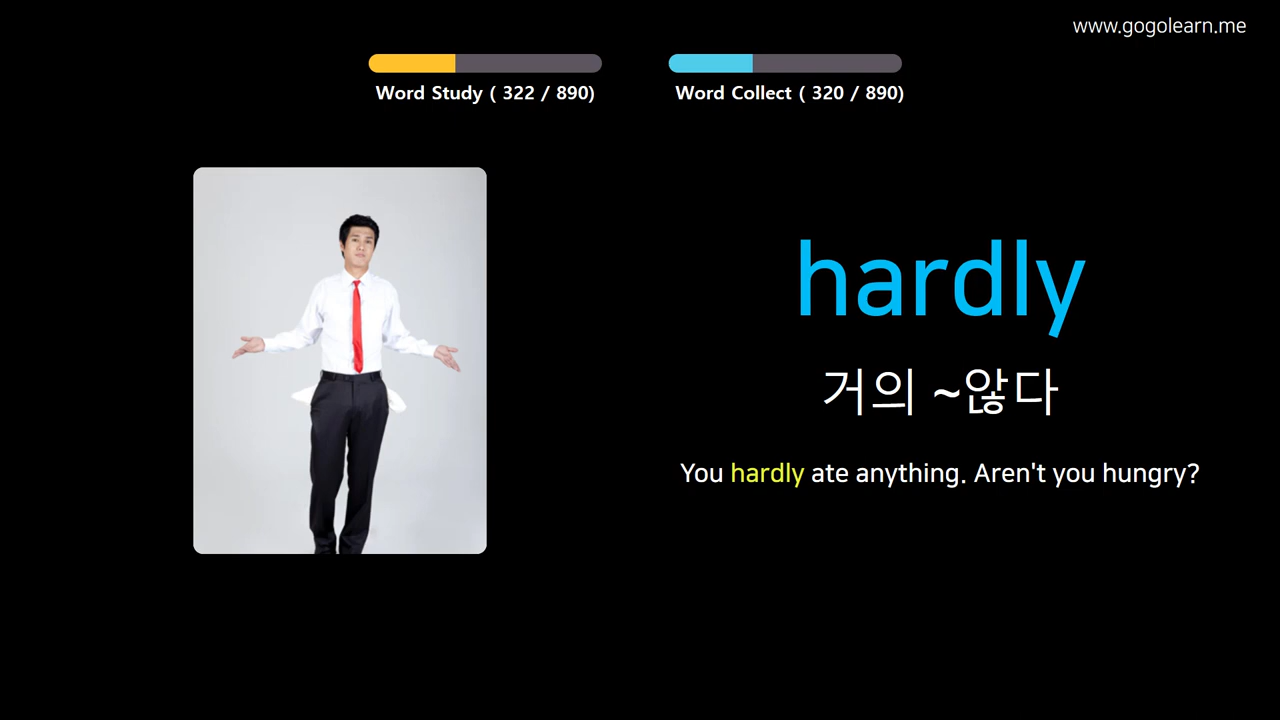 www.gogolearn.me
Word Study ( 322 / 890)
Word Collect ( 320 / 890)
hardly
거의 ~않다
You hardly ate anything. Aren't you hungry?